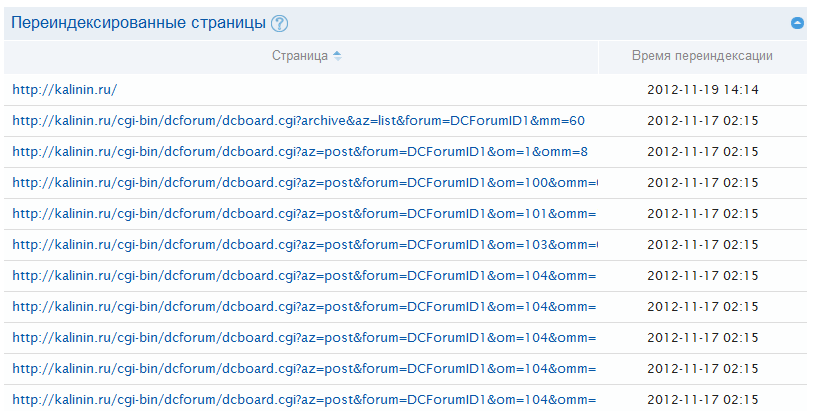 Переиндексированные страницы ?
Страница Время переиндексации
http://kalinin.ru/ 2012-11-19 14:14
http://kalinin.ru/cgi-bin/dcforum/dcboard.cgi?archive&az=list&forum=DCForumID1&mm=60 2012-11-17 02:15
http://kalinin.ru/cgi-bin/dcforum/dcboard.cgi?az=post&forum=DCForumID1&om=1&omm=8 2012-11-17 02:15
http://kalinin.ru/cgi-bin/dcforum/dcboard.cgi?az=post&forum=DCForumID1&om=100&omm= 2012-11-17 02:15
http://kalinin.ru/cgi-bin/dcforum/dcboard.cgi?az=post&forum=DCForumID1&om=101&omm= 2012-11-17 02:15
http://kalinin.ru/cgi-bin/dcforum/dcboard.cgi?az=post&forum=DCForumID1&om=103&omm= 2012-11-17 02:15
http://kalinin.ru/cgi-bin/dcforum/dcboard.cgi?az=post&forum=DCForumID1&om=104&omm= 2012-11-17 02:15
http://kalinin.ru/cgi-bin/dcforum/dcboard.cgi?az=post&forum=DCForumID1&om=104&omm= 2012-11-17 02:15
http://kalinin.ru/cgi-bin/dcforum/dcboard.cgi?az=post&forum=DCForumID1&om=104&omm= 2012-11-17 02:15
http://kalinin.ru/cgi-bin/dcforum/dcboard.cgi?az=post&forum=DCForumID1&om=104&omm= 2012-11-17 02:15
http://kalinin.ru/cgi-bin/dcforum/dcboard.cgi?az=post&forum=DCForumID1&om=104&omm= 2012-11-17 02:15